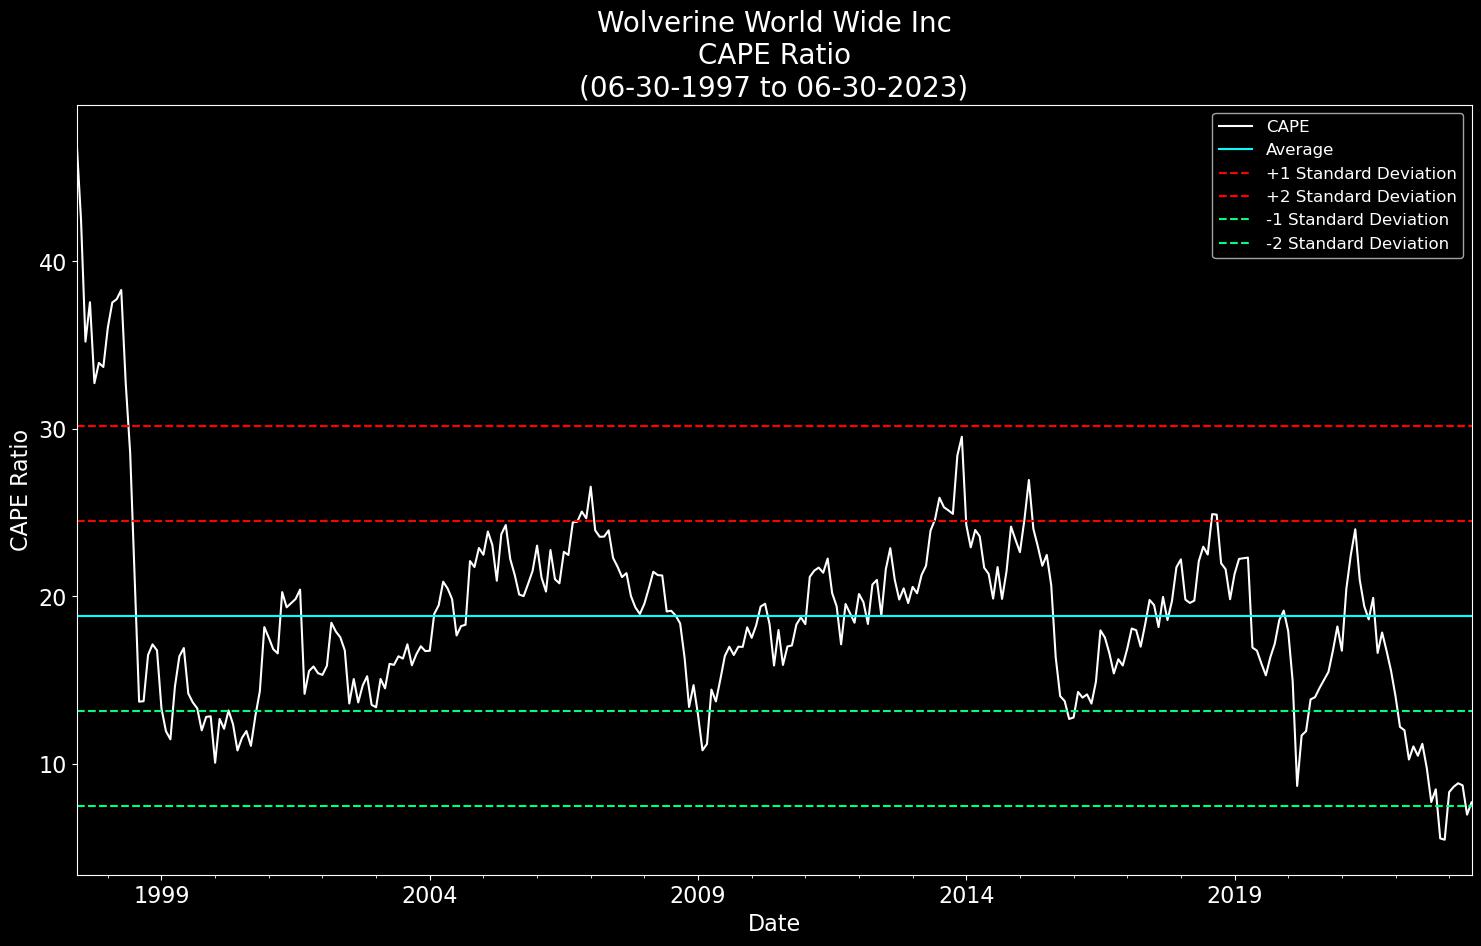 Wolverine World Wide Inc
CAPE Ratio
(06-30-1997 to 06-30-2023)
CAPE
Average
+1 Standard Deviation
+2 Standard Deviation
-1 Standard Deviation
-2 Standard Deviation
40
30
20
10
CAPE Ratio
1999 2004 2009 2014 2019
Date